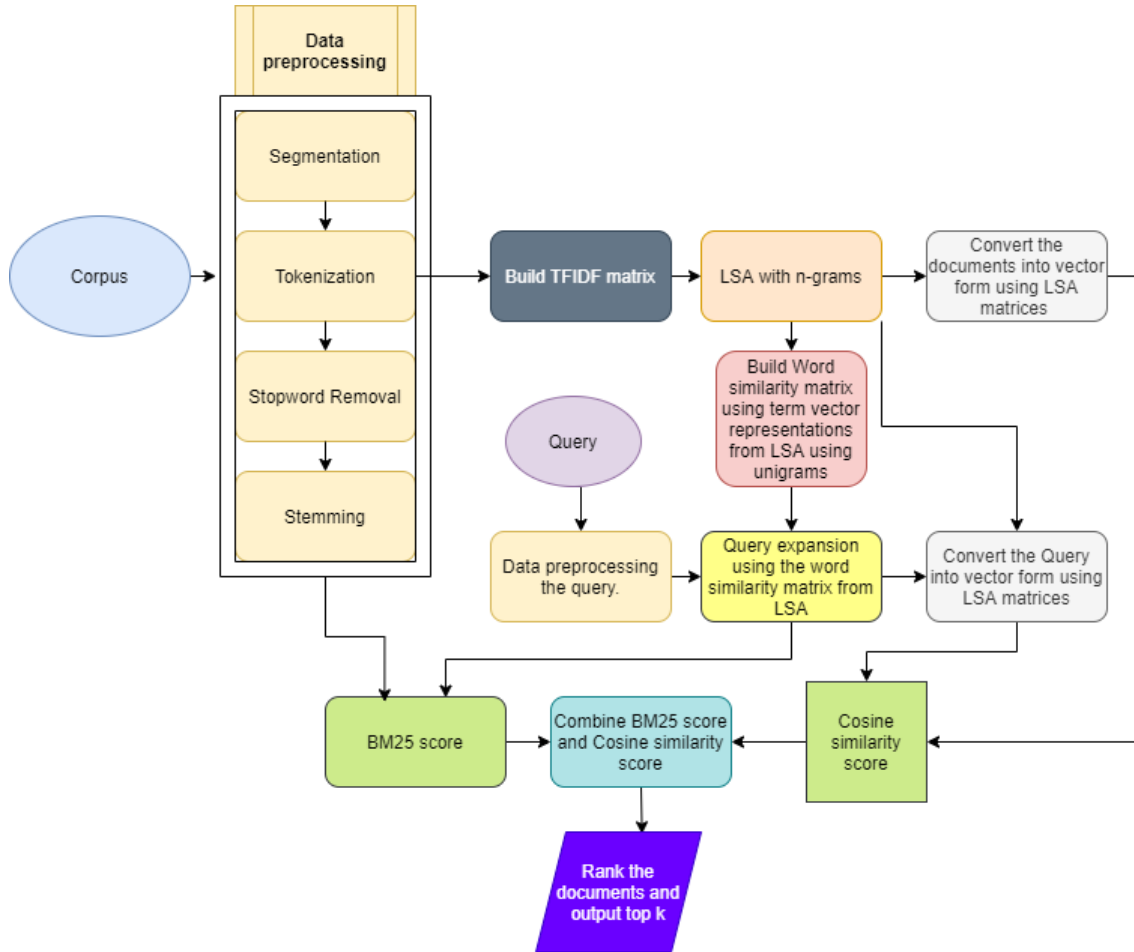 Data
preprocessing
Segmentation
Corpus
Tokenization
Build TFIDF matrix
LSA with n-grams
Convert the
documents into vector
form using LSA
matrices
Stopword Removal
Query
Build Word
similarity matrix
using term vector
representations
from LSA using
unigrams
Stemming
Data preprocessing
the query.
Query expansion
using the word
similarity matrix from
LSA
Convert the Query
into vector form using
LSA matrices
BM25 score
Combine BM25 score
and Cosine similarity
score
Cosine
similarity
score
Rank the
documents and
output top k